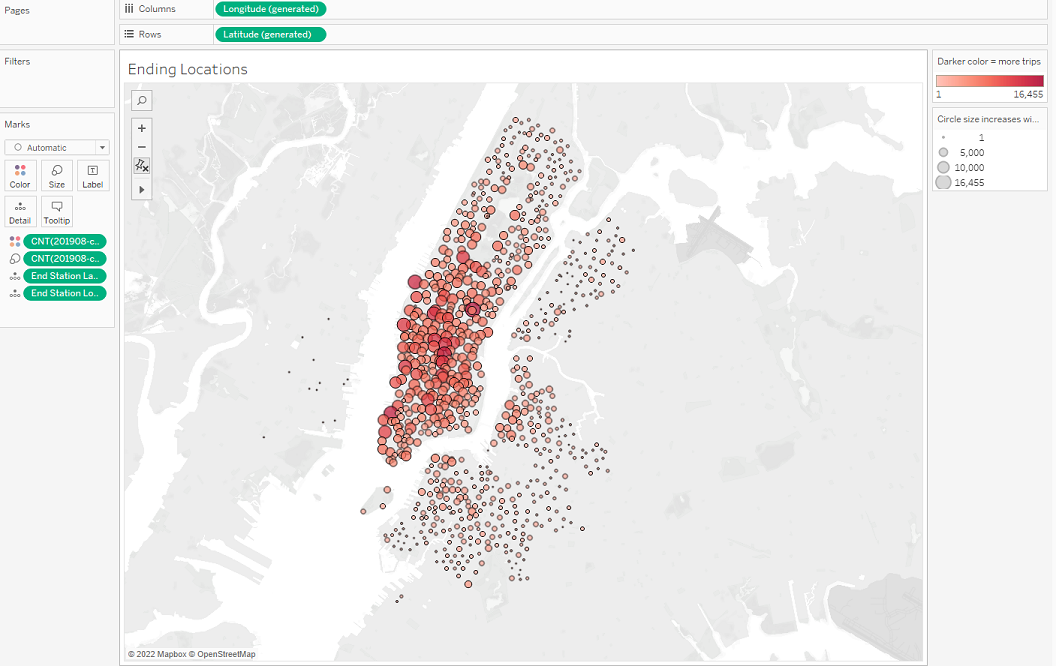 Pages
Columns
Longitude (generated)
Rows
Latitude (generated)
Filters
Marks
Automatic
Color
Size
Label
Detail
Tooltip
CNT(201908-c..
CNT(201908-c..
End Station La..
End Station Lo..
Ending Locations
© 2022 Mapbox © OpenStreetMap
Darker color = more trips
1 16,455
Circle size increases wi...
1
5,000
10,000
16,455